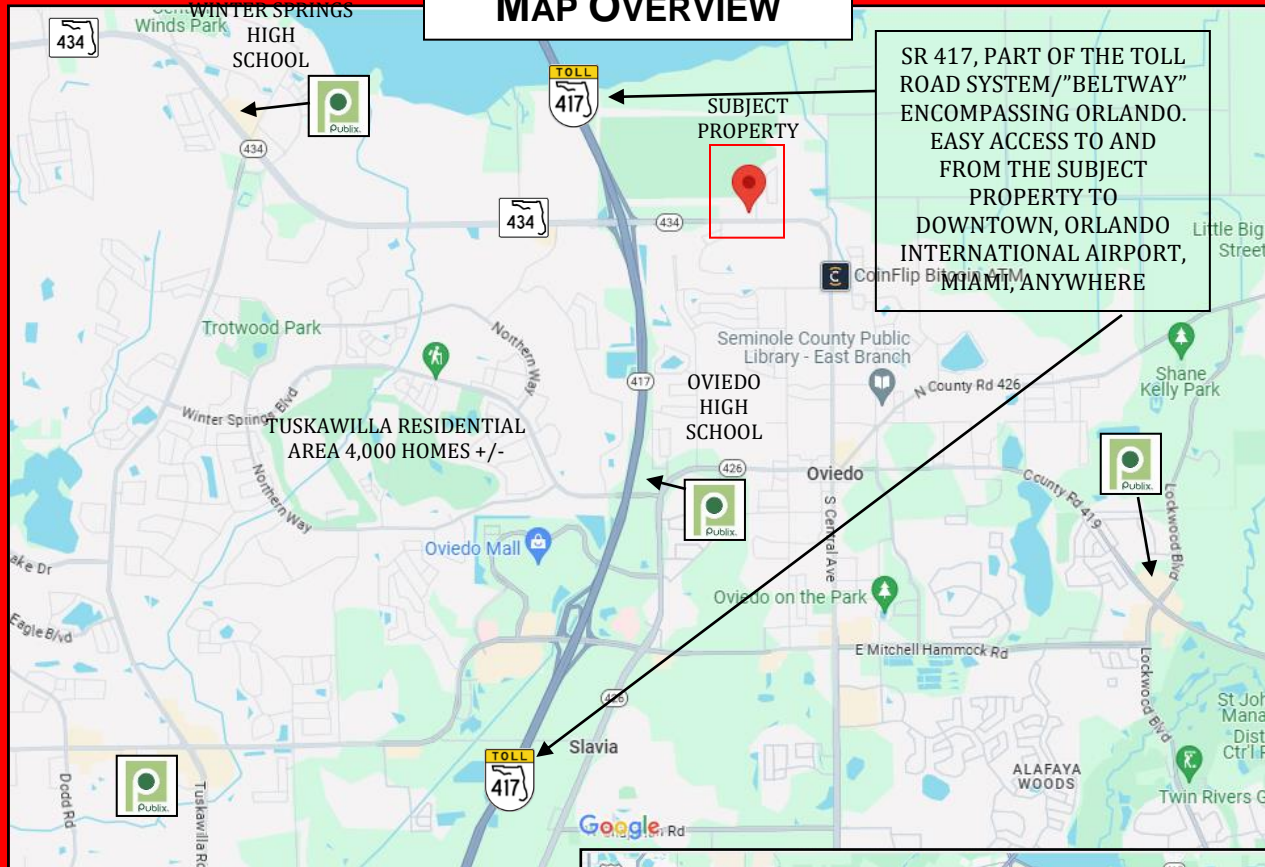 MAP OVERVIEW
WINTER SPRINGS
HIGH
SCHOOL
Winds Park
434
Publix.
434
TOLL
417
SUBJECT
PROPERTY
434
434
SR 417, PART OF THE TOLL
ROAD SYSTEM/”BELTWAY”
ENCOMPASSING ORLANDO.
EASY ACCESS TO AND
FROM THE SUBJECT
PROPERTY TO
DOWNTOWN, ORLANDO
INTERNATIONAL AIRPORT,
MIAMI, ANYWHERE
Little Big
Street
CoinFlip Bitcoin ATM
Trotwood Park
Northern Way
Seminole County Public
Library - East Branch
N County Rd 426
Shane
Kelly Park
417
Winter Springs Blvd
TUSKAWILLA RESIDENTIAL
AREA 4,000 HOMES +/-
Northern Way
OVIEDO
HIGH
SCHOOL
Publix.
426
Oviedo
County Rd 419
Publix.
Lockwood Blvd
S Central Ave
Oviedo Mall
ake Dr
Eagle Blvd
Oviedo on the Park
E Mitchell Hammock Rd
Lockwood Blvd
426
Slavia
TOLL
417
Publix.
Dodd Rd
Tuskawilla Rd
ALAFAYA
WOODS
St Joh
Mana
Dist
Ctr'l
Twin Rivers G
Google
Rd